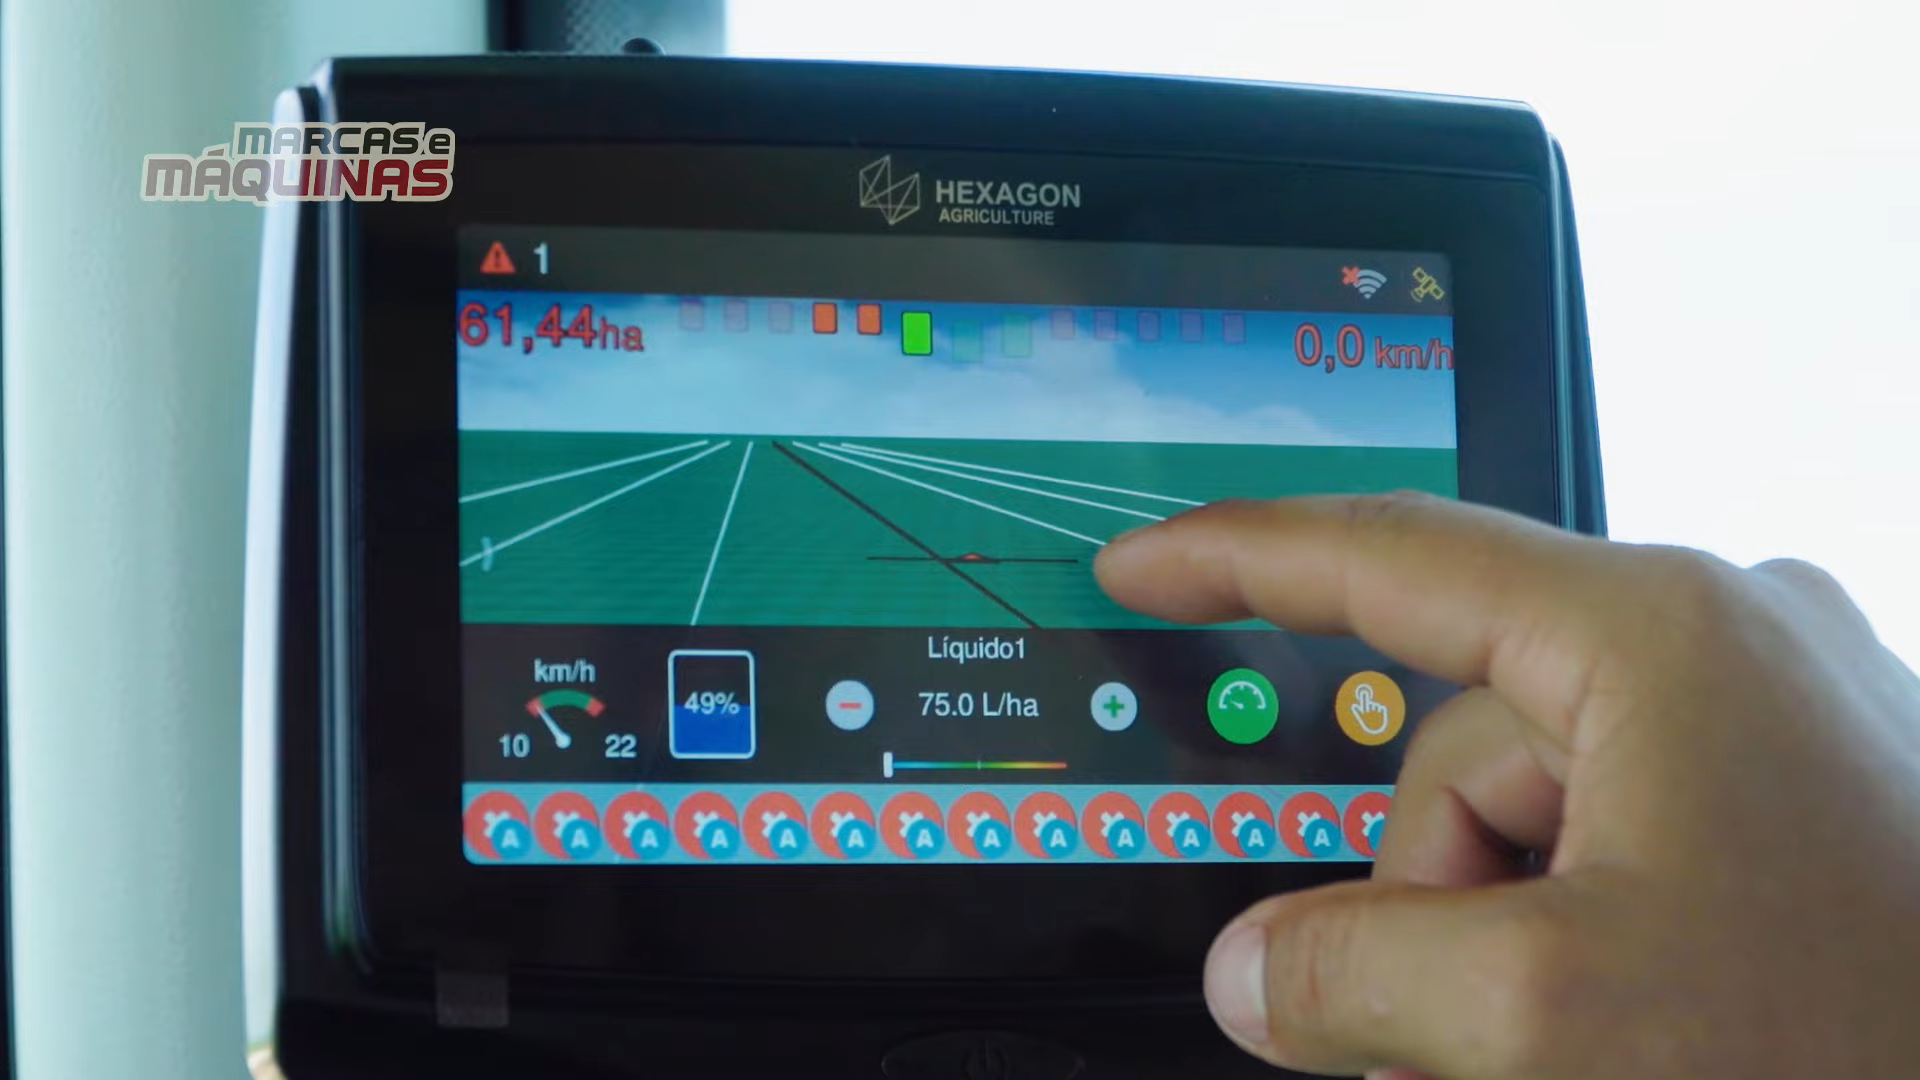 MARCAS e
MÁQUINAS
HEXAGON
AGRICULTURE
1
61,44ha
0,0 km/h
Líquido1
km/h
10
22
49%
75.0 L/ha
A A A A A A A A A A A A A